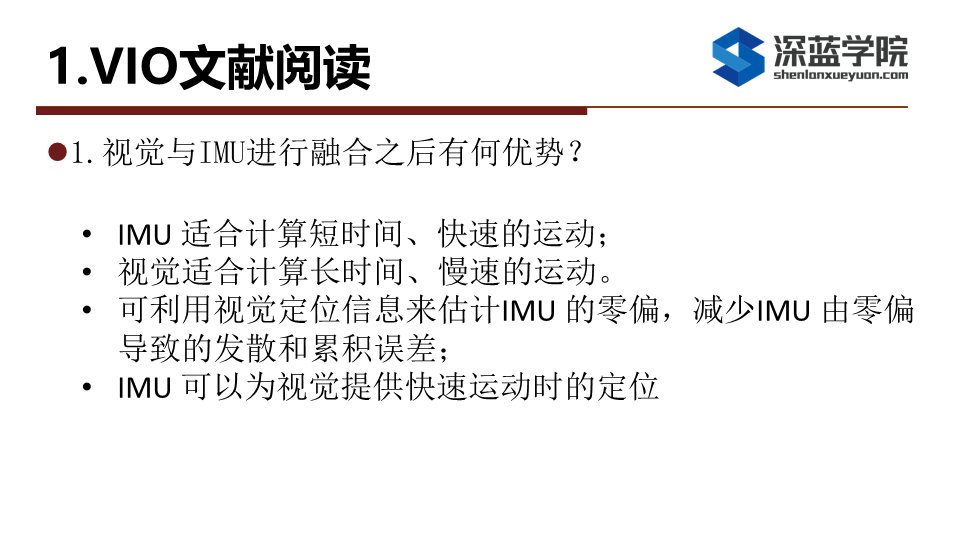 1.VIO文献阅读
深蓝学院
shenlanxueyuan.com
1.视觉与IMU进行融合之后有何优势？
• IMU 适合计算短时间、快速的运动；
• 视觉适合计算长时间、慢速的运动。
• 可利用视觉定位信息来估计IMU 的零偏，减少IMU 由零偏
导致的发散和累积误差；
• IMU 可以为视觉提供快速运动时的定位